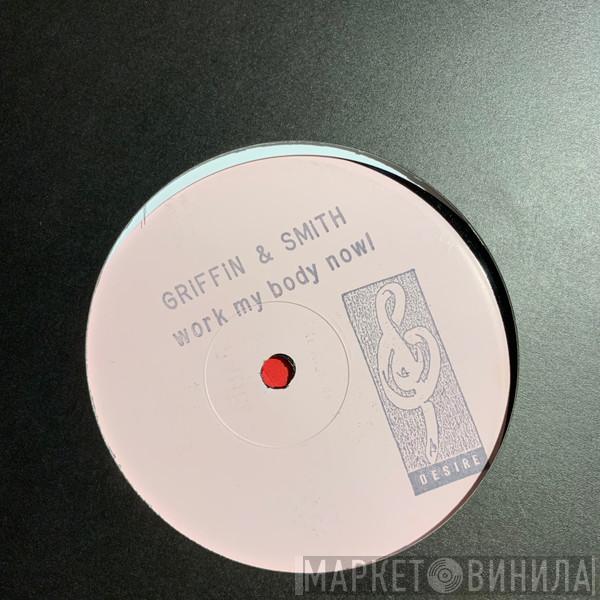 GRiFFiN & SMiTH
work my body now!
DESIRE
МАРКЕТ ВИНИЛА